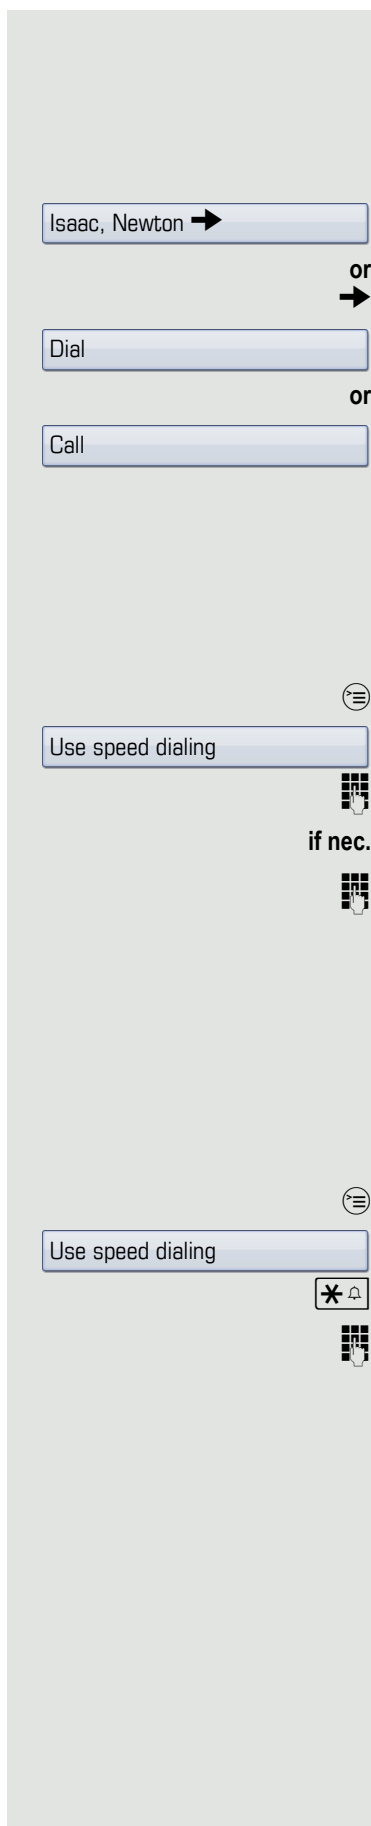 Isaac, Newton →
or
→
Dial
or
Call
Use speed dialing
if nec.
Use speed dialing